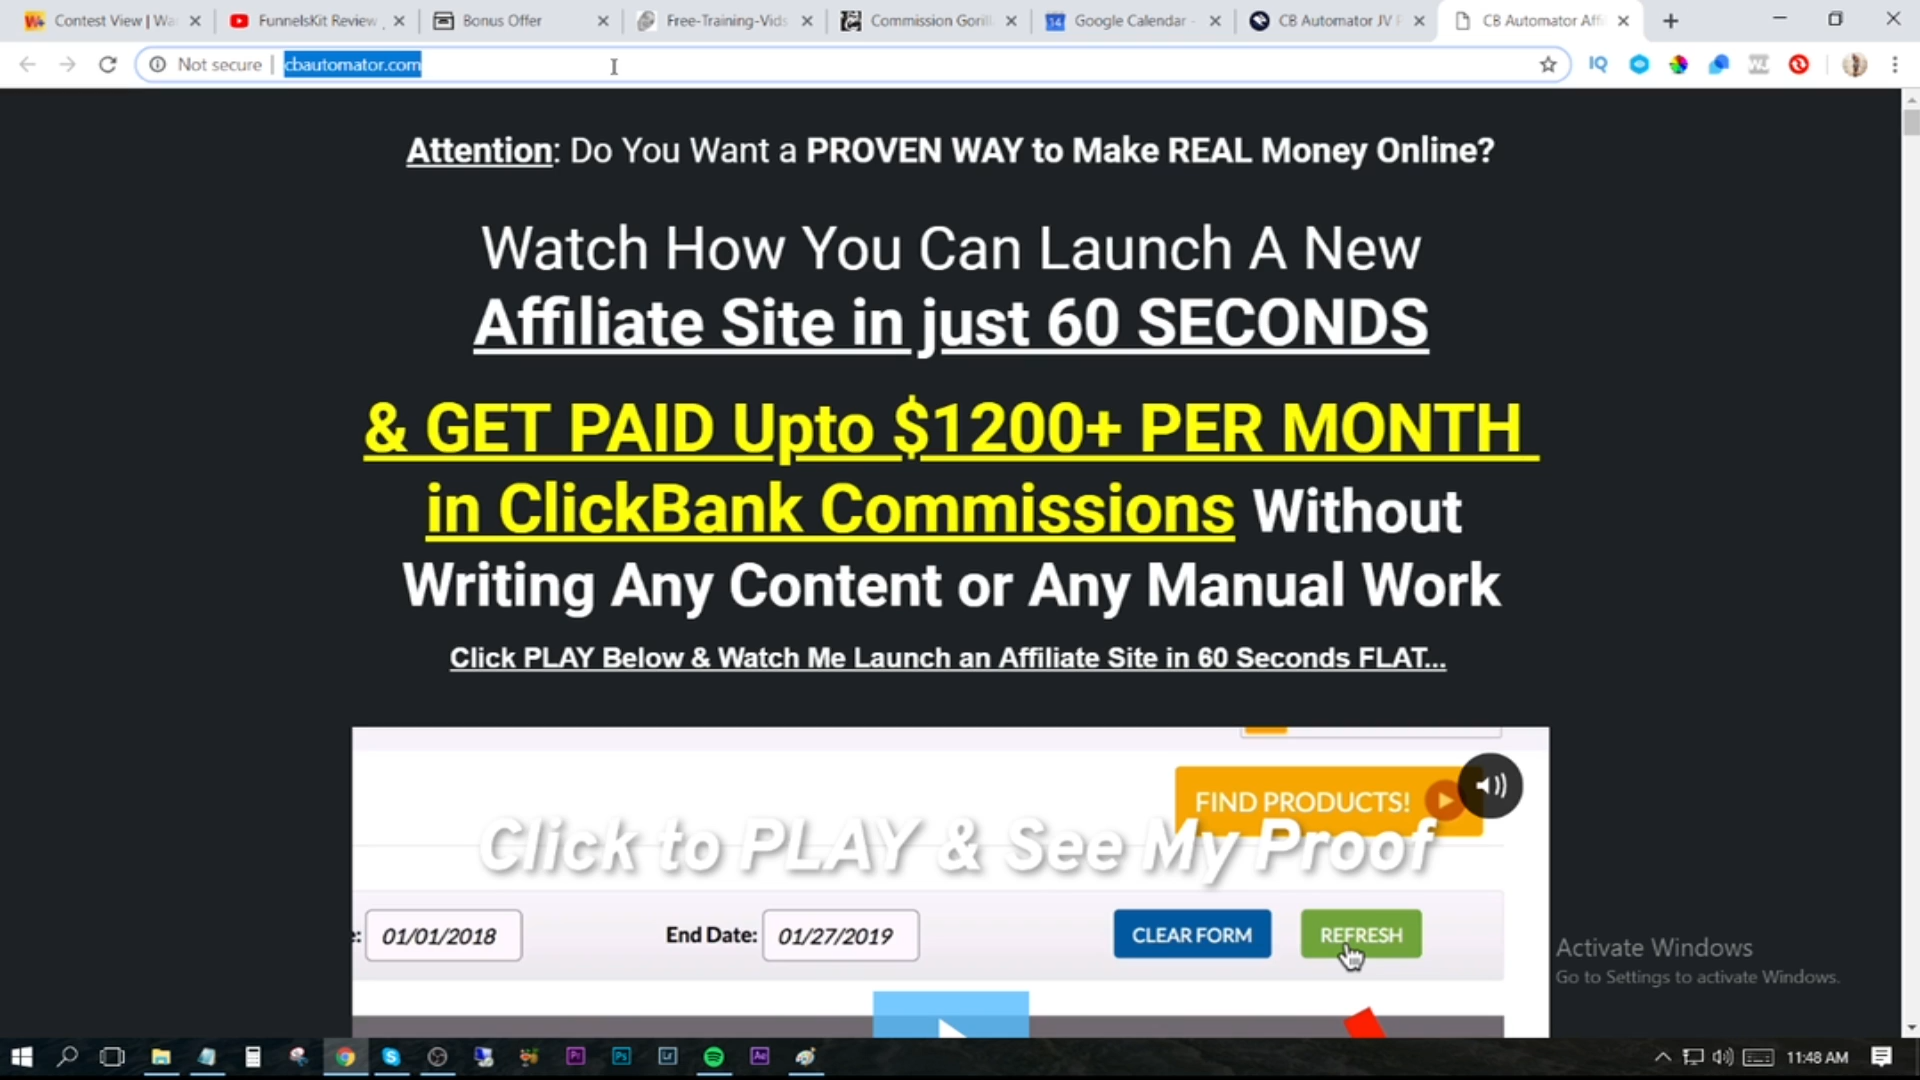 Contest View | Wa
FunnelsKit Review
Bonus Offer
Free-Training-Vids
Commission Goril
Google Calendar -
CB Automator JV P
CB Automator Affi
Not secure | cbautomator.com
Attention: Do You Want a PROVEN WAY to Make REAL Money Online?
Watch How You Can Launch A New
Affiliate Site in just 60 SECONDS
& GET PAID Upto $1200+ PER MONTH
in ClickBank Commissions Without
Writing Any Content or Any Manual Work
Click PLAY Below & Watch Me Launch an Affiliate Site in 60 Seconds FLAT...
FIND PRODUCTS!
Click to PLAY & See My Proof
01/01/2018
End Date: 01/27/2019
CLEAR FORM
REFRESH
Activate Windows
Go to Settings to activate Windows.
11:48 AM